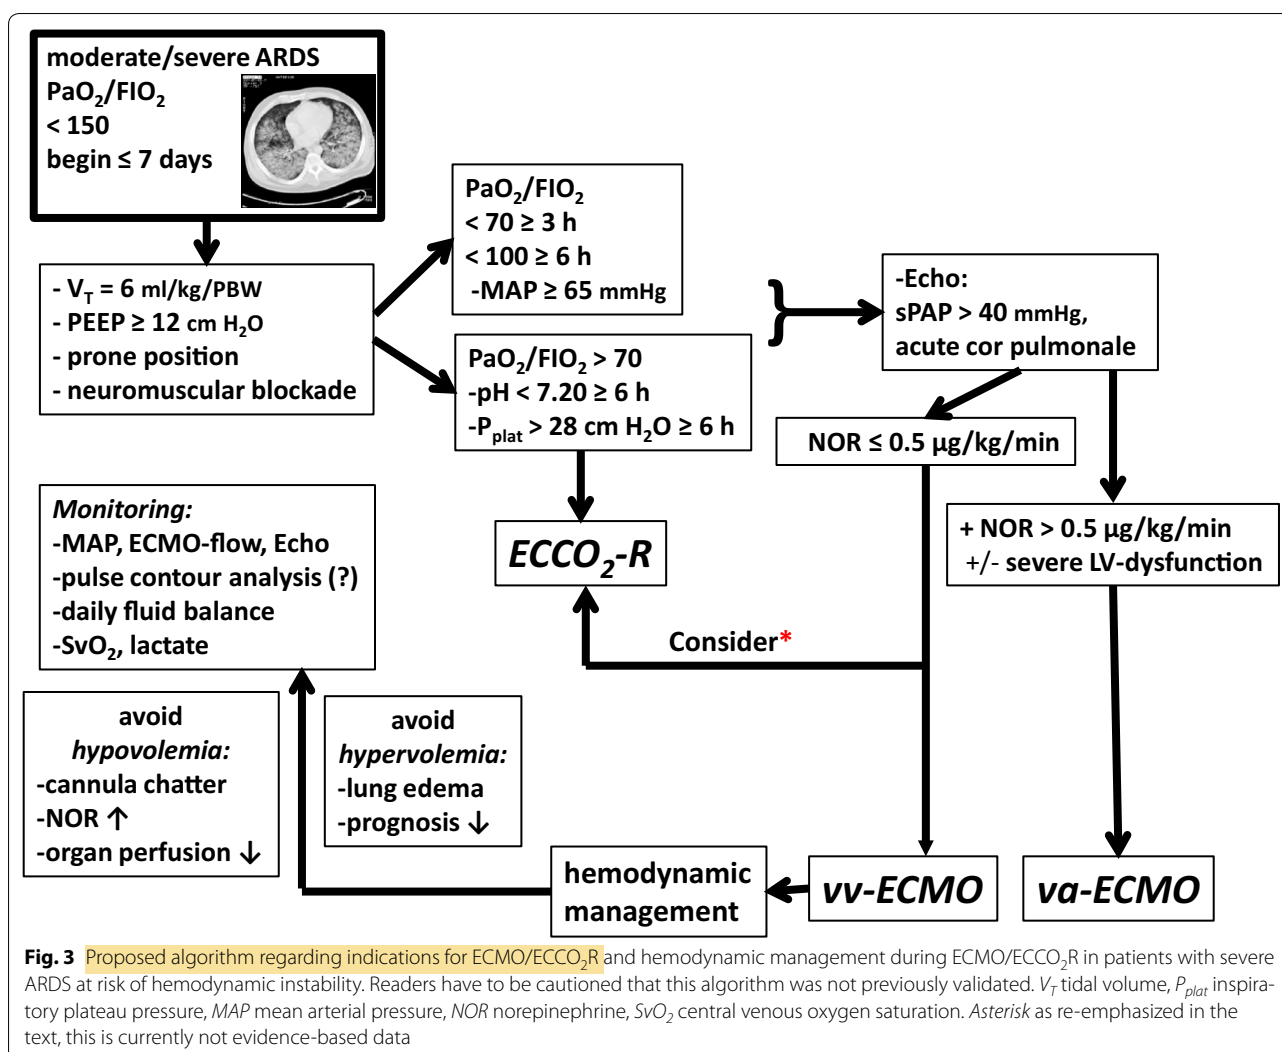 moderate/severe ARDS
PaO₂/FIO₂
< 150
begin ≤ 7 days
- V_T = 6 ml/kg/PBW
- PEEP ≥ 12 cm H₂O
- prone position
- neuromuscular blockade
PaO₂/FIO₂
< 70 ≥ 3 h
< 100 ≥ 6 h
-MAP ≥ 65 mmHg
PaO₂/FIO₂ > 70
-pH < 7.20 ≥ 6 h
-P_plat > 28 cm H₂O ≥ 6 h
}
-Echo:
sPAP > 40 mmHg,
acute cor pulmonale
NOR ≤ 0.5 µg/kg/min
+ NOR > 0.5 µg/kg/min
+/- severe LV-dysfunction
ECCO₂-R
Consider*
Monitoring:
-MAP, ECMO-flow, Echo
-pulse contour analysis (?)
-daily fluid balance
-SvO₂, lactate
avoid
hypovolemia:
-cannula chatter
-NOR ↑
-organ perfusion ↓
avoid
hypervolemia:
-lung edema
-prognosis ↓
hemodynamic
management
vv-ECMO
va-ECMO
Fig. 3 Proposed algorithm regarding indications for ECMO/ECCO₂R and hemodynamic management during ECMO/ECCO₂R in patients with severe
ARDS at risk of hemodynamic instability. Readers have to be cautioned that this algorithm was not previously validated. V_T tidal volume, P_plat inspira-
tory plateau pressure, MAP mean arterial pressure, NOR norepinephrine, SvO₂ central venous oxygen saturation. Asterisk as re-emphasized in the
text, this is currently not evidence-based data